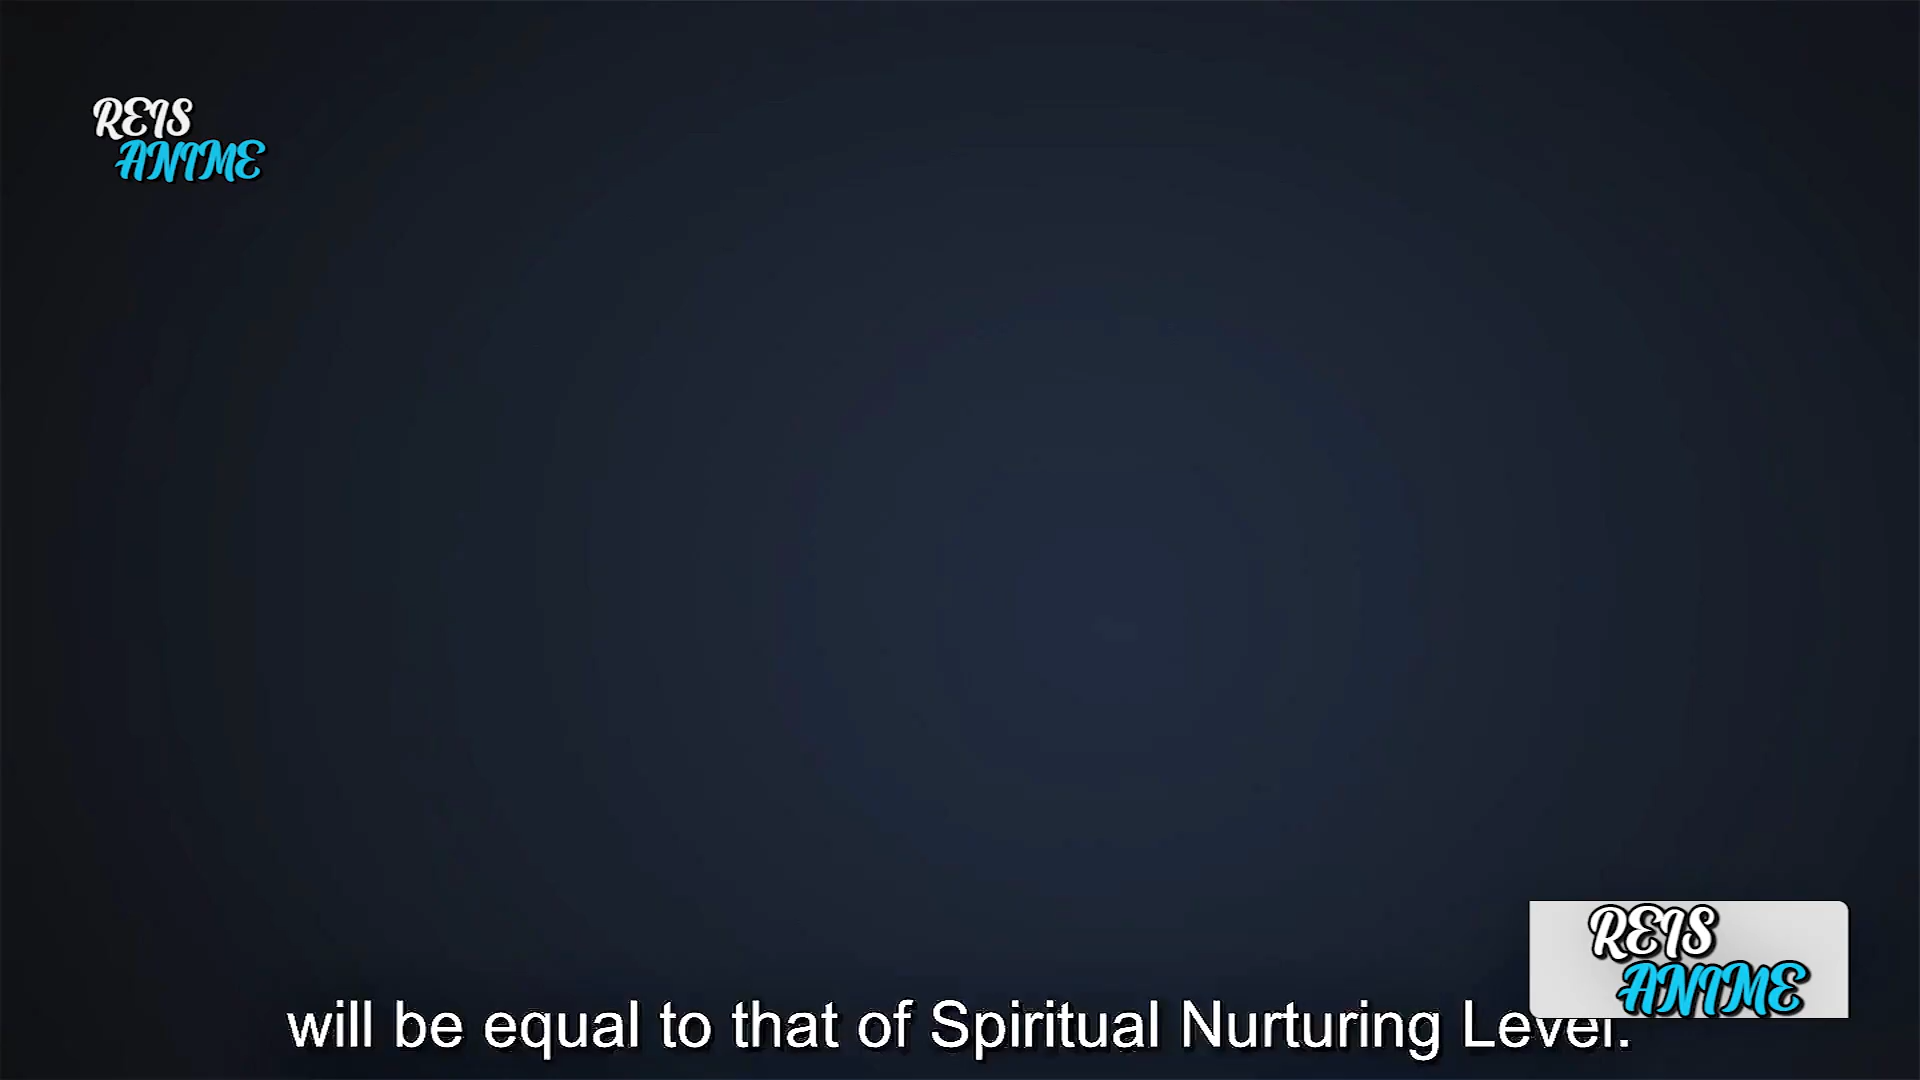 REIS
ANIME
REIS
ANIME
will be equal to that of Spiritual Nurturing Level.